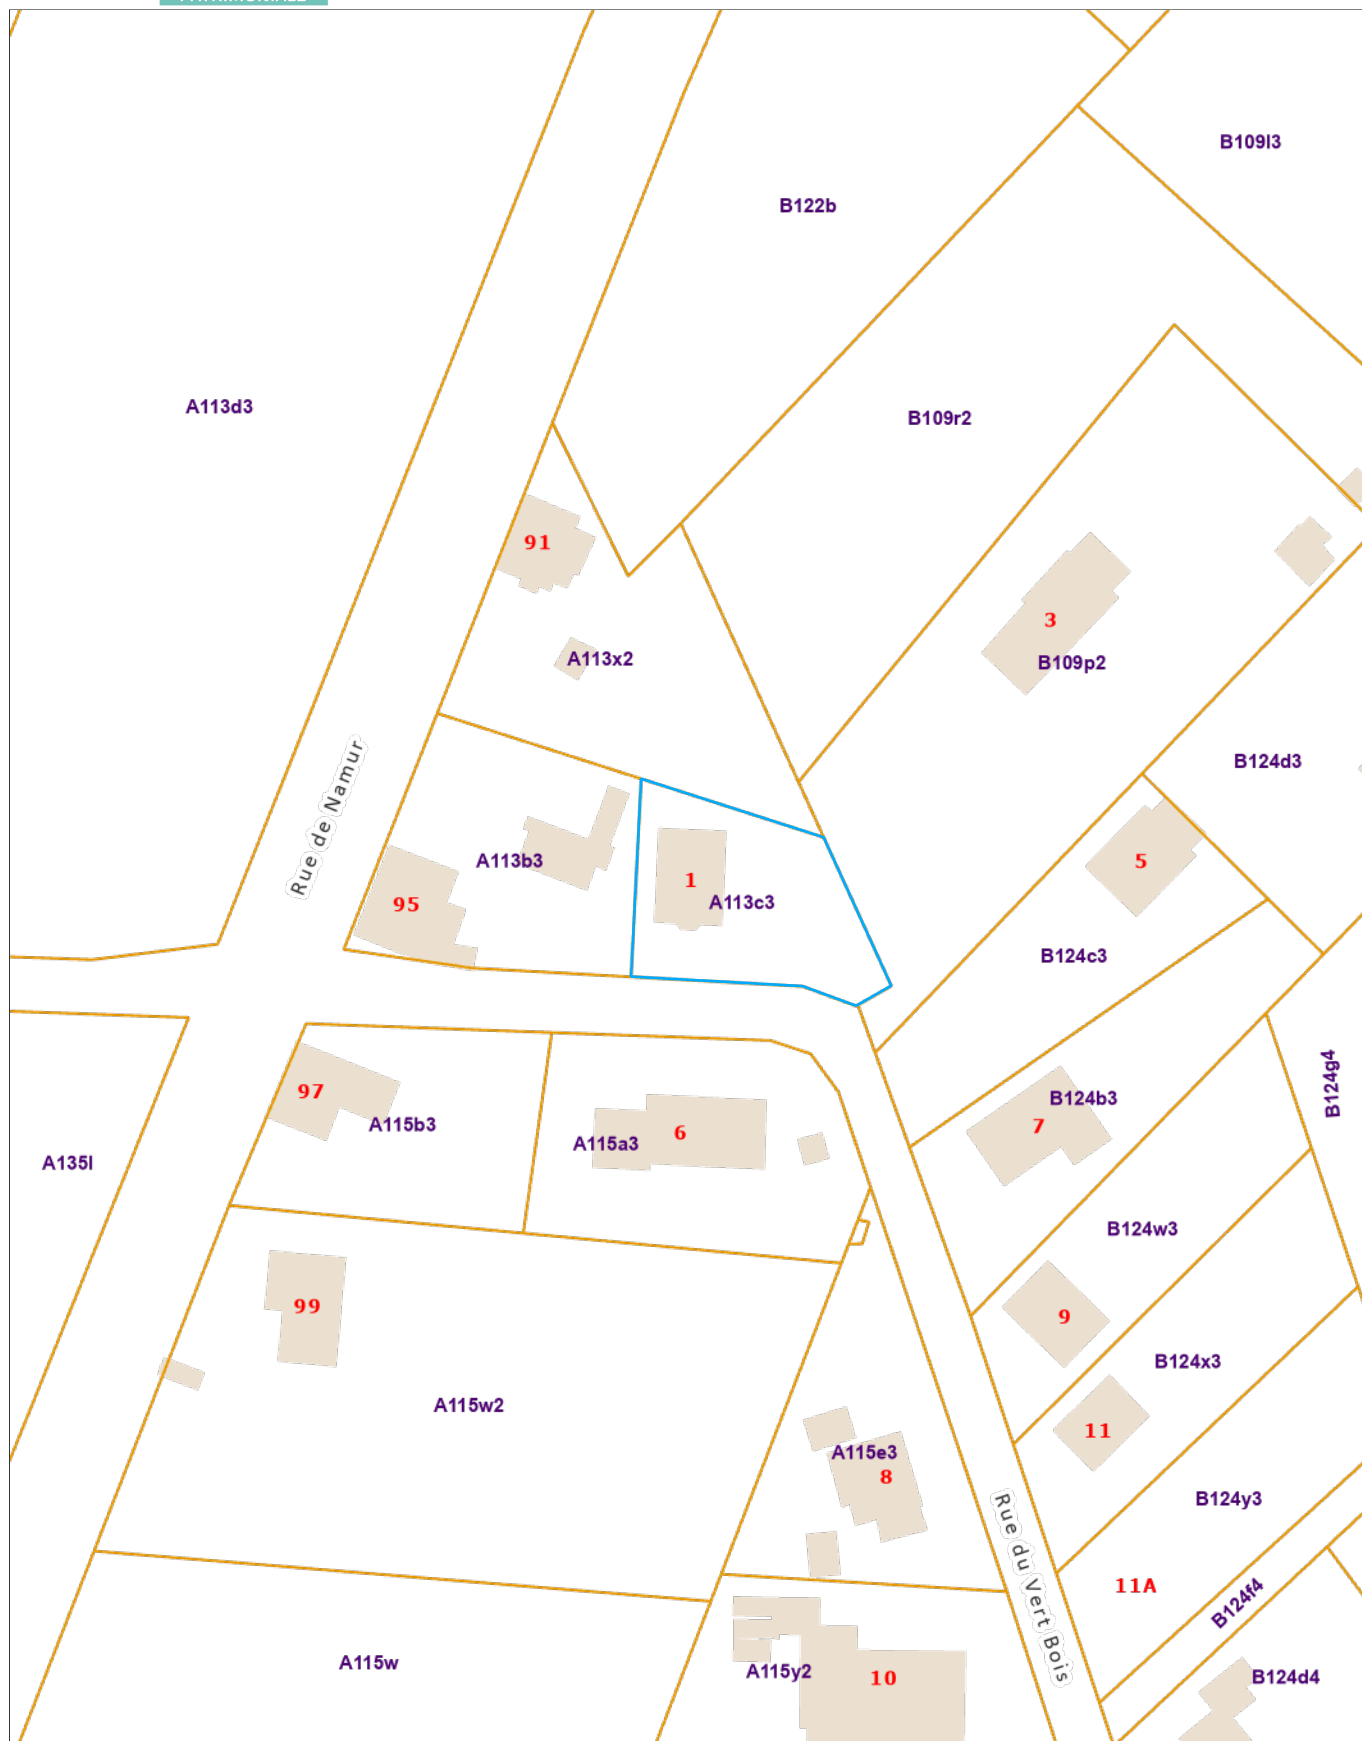 B109l3
B122b
A113d3
B109r2
91
3
A113x2
B109p2
Rue de Namur
B124d3
A113b3
5
1
95
A113c3
B124c3
97
B124b3
B124g4
A115b3
7
6
A115a3
A135l
B124w3
99
9
B124x3
A115w2
11
A115e3
8
B124y3
Rue du Vert Bois
11A
B124f4
A115w
A115y2
10
B124d4